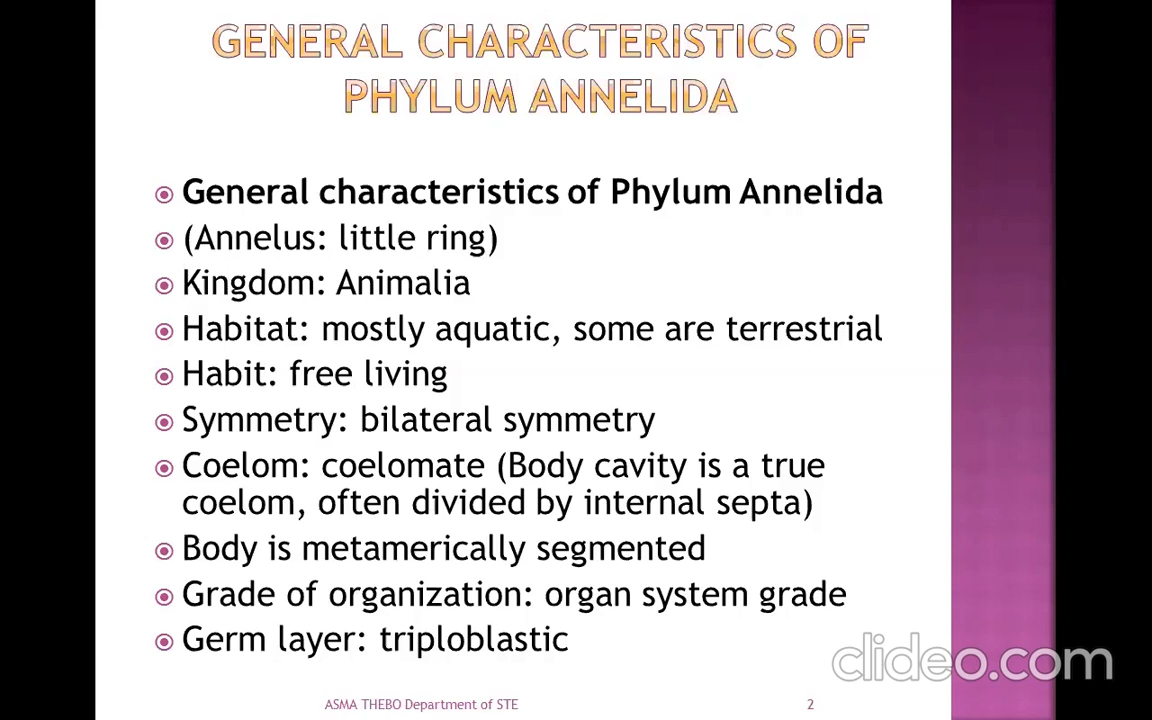 GENERAL CHARACTERISTICS OF
PHYLUM ANNELIDA
General characteristics of Phylum Annelida
(Annelus: little ring)
Kingdom: Animalia
Habitat: mostly aquatic, some are terrestrial
Habit: free living
Symmetry: bilateral symmetry
Coelom: coelomate (Body cavity is a true
coelom, often divided by internal septa)
Body is metamerically segmented
Grade of organization: organ system grade
Germ layer: triploblastic
clideo.com
ASMA THEBO Department of STE
2